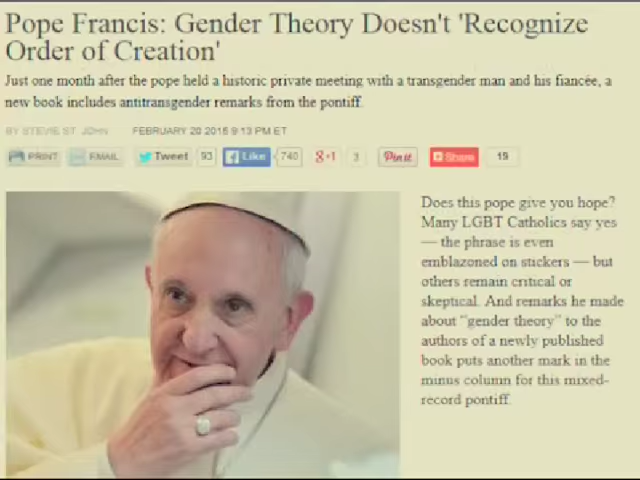 Pope Francis: Gender Theory Doesn't 'Recognize
Order of Creation'
Just one month after the pope held a historic private meeting with a transgender man and his fiancée, a
new book includes antitransgender remarks from the pontiff.
BY STEVIE ST. JOHN FEBRUARY 20 2015 9:13 PM ET
PRINT EMAIL Tweet 93 Like 740 g+1 3 Pin it Share 19
Does this pope give you hope?
Many LGBT Catholics say yes
— the phrase is even
emblazoned on stickers — but
others remain critical or
skeptical. And remarks he made
about "gender theory" to the
authors of a newly published
book puts another mark in the
minus column for this mixed-
record pontiff.